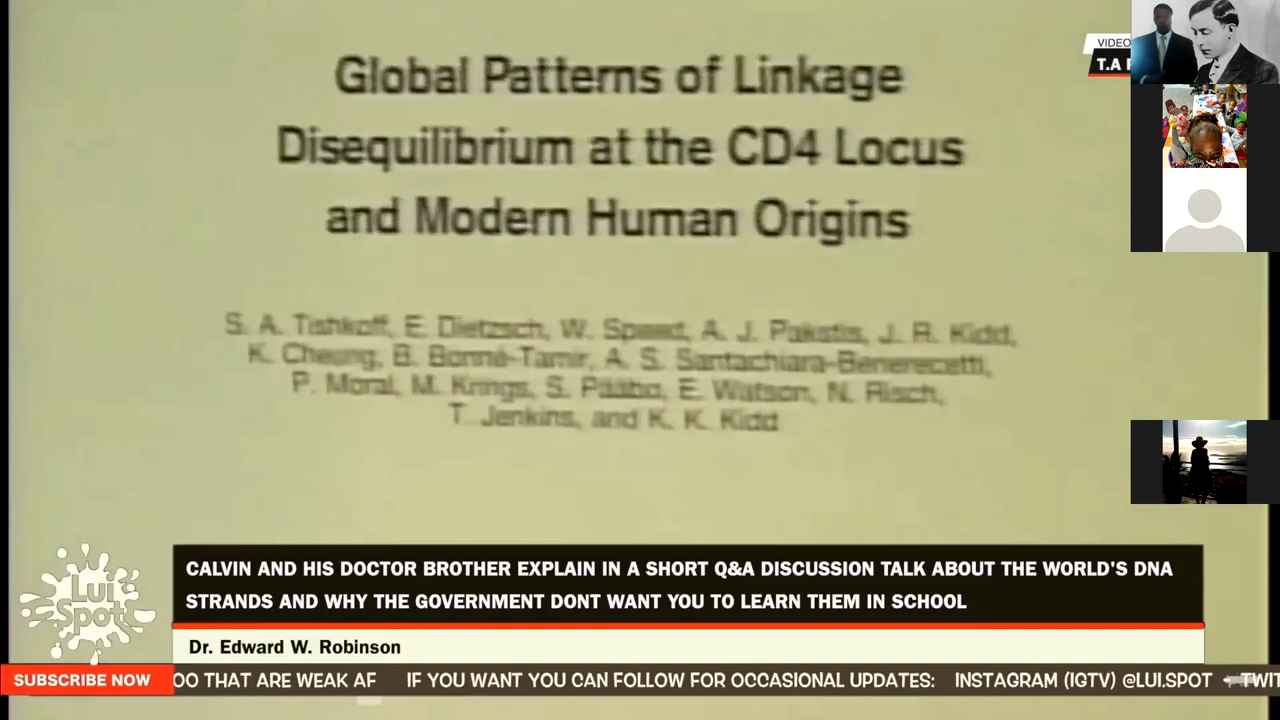 Global Patterns of Linkage
Disequilibrium at the CD4 Locus
and Modern Human Origins
S. A. Tishkoff, E. Dietzsch, W. Speed, A. J. Pakstis, J. R. Kidd,
K. Cheung, B. Bonné-Tamir, A. S. Santachiara-Benerecetti,
P. Moral, M. Krings, S. Pääbo, E. Watson, N. Risch,
T. Jenkins, and K. K. Kidd
VIDEO
T.A
Lui
Spot
CALVIN AND HIS DOCTOR BROTHER EXPLAIN IN A SHORT Q&A DISCUSSION TALK ABOUT THE WORLD'S DNA
STRANDS AND WHY THE GOVERNMENT DONT WANT YOU TO LEARN THEM IN SCHOOL
Dr. Edward W. Robinson
SUBSCRIBE NOW OO THAT ARE WEAK AF IF YOU WANT YOU CAN FOLLOW FOR OCCASIONAL UPDATES: INSTAGRAM (IGTV) @LUI.SPOT TWIT